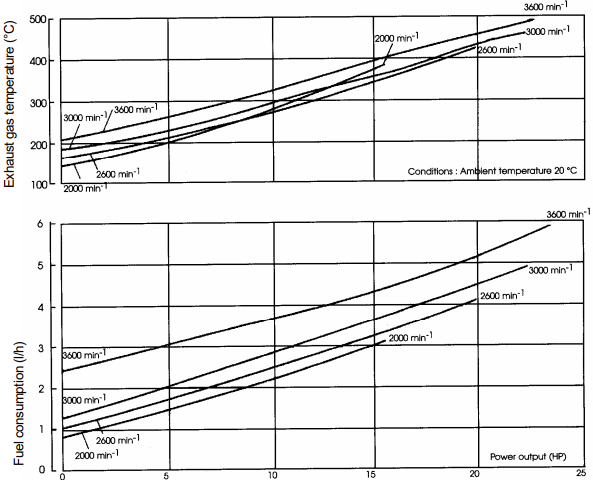 3600 min-1
500
2000 min-1
3000 min-1
2600 min-1
400
Exhaust gas temperature (°C)
300
3600 min-1
3000 min-1
200
2600 min-1
Conditions : Ambient temperature 20 °C
100
2000 min-1
6
3600 min-1
5
3000 min-1
2600 min-1
4
2000 min-1
3
3600 min-1
Fuel consumption (l/h)
2
3000 min-1
1
2600 min-1
2000 min-1
Power output (HP)
0
0 5 10 15 20 25